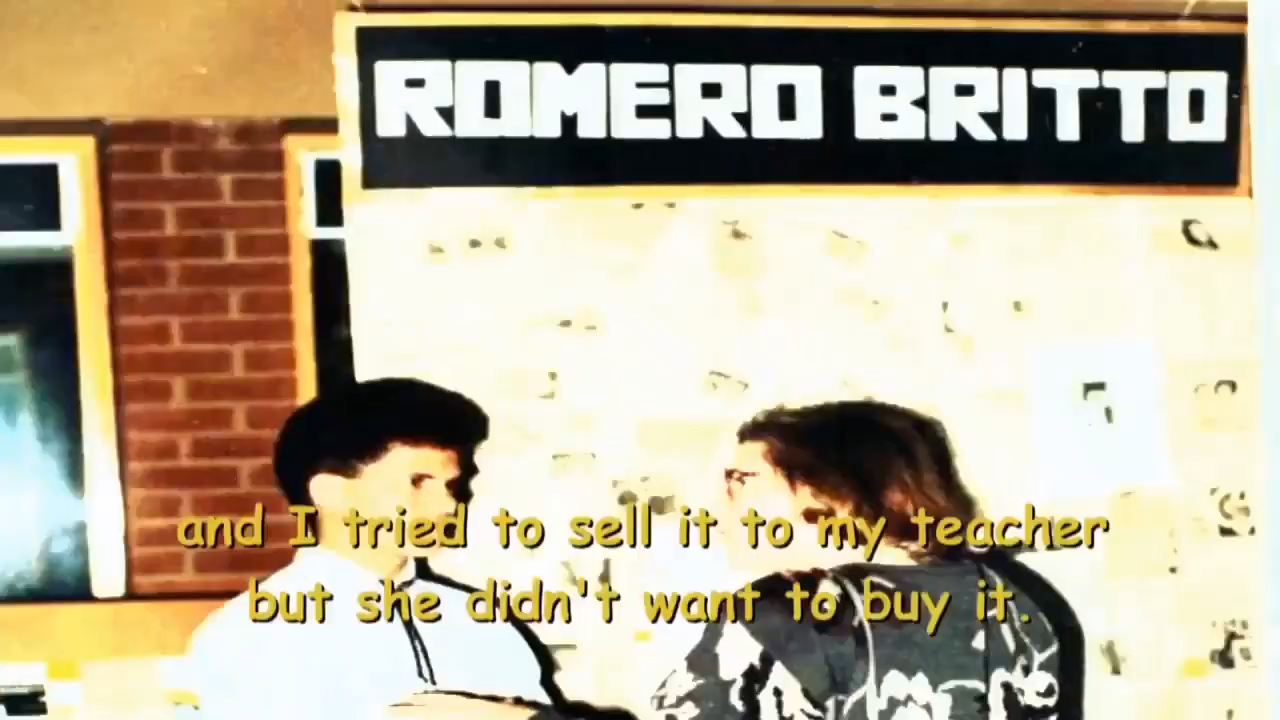 ROMERO BRITTO
and I tried to sell it to my teacher
but she didn't want to buy it.